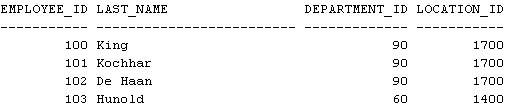 EMPLOYEE_ID LAST_NAME                 DEPARTMENT_ID LOCATION_ID
----------- ------------------------- ------------- -----------
        100 King                                 90        1700
        101 Kochhar                              90        1700
        102 De Haan                              90        1700
        103 Hunold                               60        1400